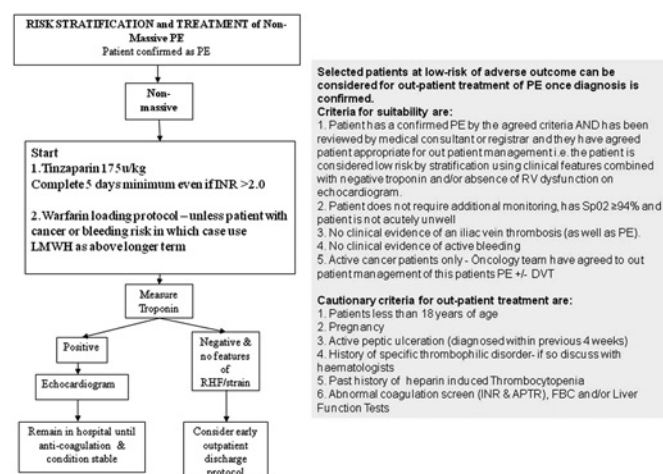 RISK STRATIFICATION and TREATMENT of Non-
Massive PE
Patient confirmed as PE
Non-
massive
Start
1.Tinzaparin 175u/kg
Complete 5 days minimum even if INR >2.0
2. Warfarin loading protocol – unless patient with
cancer or bleeding risk in which case use
LMWH as above longer term
Measure
Troponin
Positive
Negative &
no features
of
RHF/strain
Echocardiogram
Remain in hospital until
anti-coagulation &
condition stable
Consider early
outpatient
discharge
protocol
Selected patients at low-risk of adverse outcome can be
considered for out-patient treatment of PE once diagnosis is
confirmed.
Criteria for suitability are:
1. Patient has a confirmed PE by the agreed criteria AND has been
reviewed by medical consultant or registrar and they have agreed
patient appropriate for out patient management i.e. the patient is
considered low risk by stratification using clinical features combined
with negative troponin and/or absence of RV dysfunction on
echocardiogram.
2. Patient does not require additional monitoring, has Sp02 ≥94% and
patient is not acutely unwell
3. No clinical evidence of an iliac vein thrombosis (as well as PE).
4. No clinical evidence of active bleeding
5. Active cancer patients only - Oncology team have agreed to out
patient management of this patients PE +/- DVT
Cautionary criteria for out-patient treatment are:
1. Patients less than 18 years of age
2. Pregnancy
3. Active peptic ulceration (diagnosed within previous 4 weeks)
4. History of specific thrombophilic disorder- if so discuss with
haematologists
5. Past history of heparin induced Thrombocytopenia
6. Abnormal coagulation screen (INR & APTR), FBC and/or Liver
Function Tests